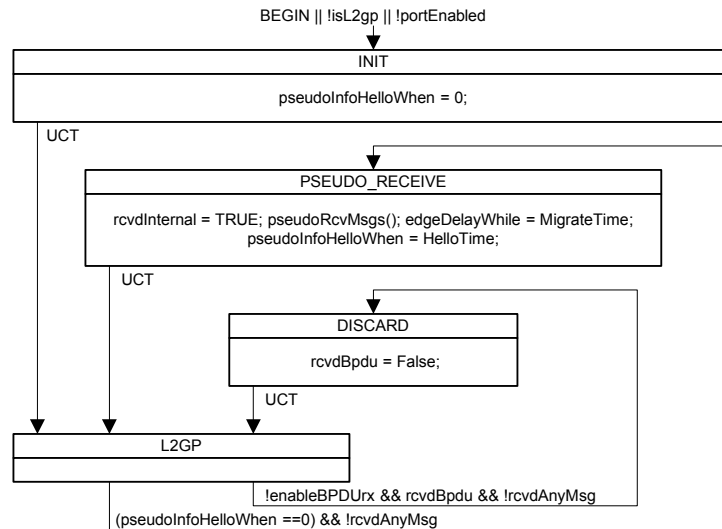 BEGIN || !isL2gp || !portEnabled
INIT
pseudoInfoHelloWhen = 0;
UCT
PSEUDO_RECEIVE
rcvdInternal = TRUE; pseudoRcvMsgs(); edgeDelayWhile = MigrateTime;
pseudoInfoHelloWhen = HelloTime;
UCT
DISCARD
rcvdBpdu = False;
UCT
L2GP
!enableBPDUrx && rcvdBpdu && !rcvdAnyMsg
(pseudoInfoHelloWhen ==0) && !rcvdAnyMsg